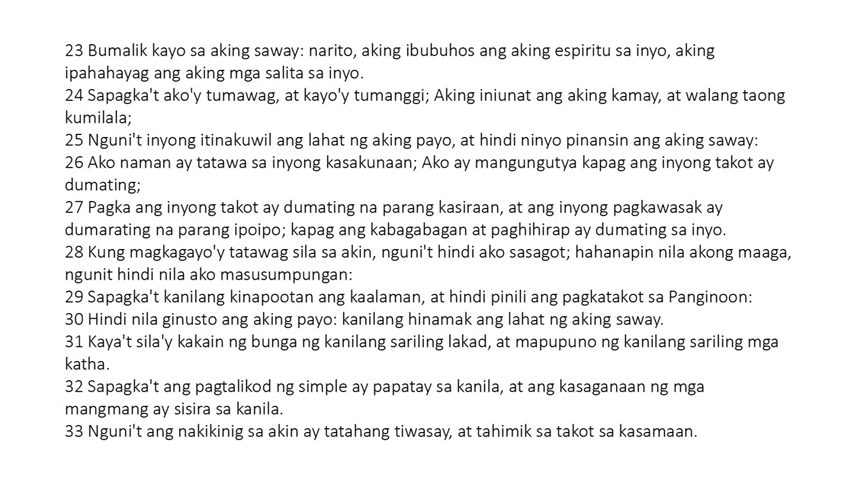 23 Bumalik kayo sa aking saway: narito, aking ibubuhos ang aking espiritu sa inyo, aking
ipahahayag ang aking mga salita sa inyo.
24 Sapagka't ako'y tumawag, at kayo'y tumanggi; Aking iniunat ang aking kamay, at walang taong
kumilala;
25 Nguni't inyong itinakuwil ang lahat ng aking payo, at hindi ninyo pinansin ang aking saway:
26 Ako naman ay tatawa sa inyong kasakunaan; Ako ay mangungutya kapag ang inyong takot ay
dumating;
27 Pagka ang inyong takot ay dumating na parang kasiraan, at ang inyong pagkawasak ay
dumarating na parang ipoipo; kapag ang kabagabagan at paghihirap ay dumating sa inyo.
28 Kung magkagayo'y tatawag sila sa akin, nguni't hindi ako sasagot; hahanapin nila akong maaga,
ngunit hindi nila ako masusumpungan:
29 Sapagka't kanilang kinapootan ang kaalaman, at hindi pinili ang pagkatakot sa Panginoon:
30 Hindi nila ginusto ang aking payo: kanilang hinamak ang lahat ng aking saway.
31 Kaya't sila'y kakain ng bunga ng kanilang sariling lakad, at mapupuno ng kanilang sariling mga
katha.
32 Sapagka't ang pagtalikod ng simple ay papatay sa kanila, at ang kasaganaan ng mga
mangmang ay sisira sa kanila.
33 Nguni't ang nakikinig sa akin ay tatahang tiwasay, at tahimik sa takot sa kasamaan.